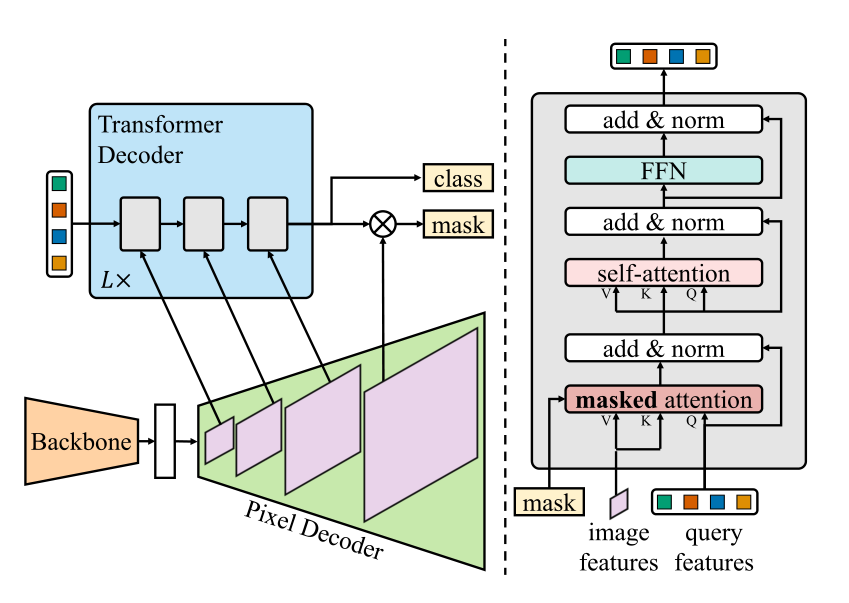 Transformer
Decoder
L×
class
mask
Backbone
Pixel Decoder
add & norm
FFN
add & norm
self-attention
V K Q
add & norm
masked attention
V K Q
mask
image
features
query
features